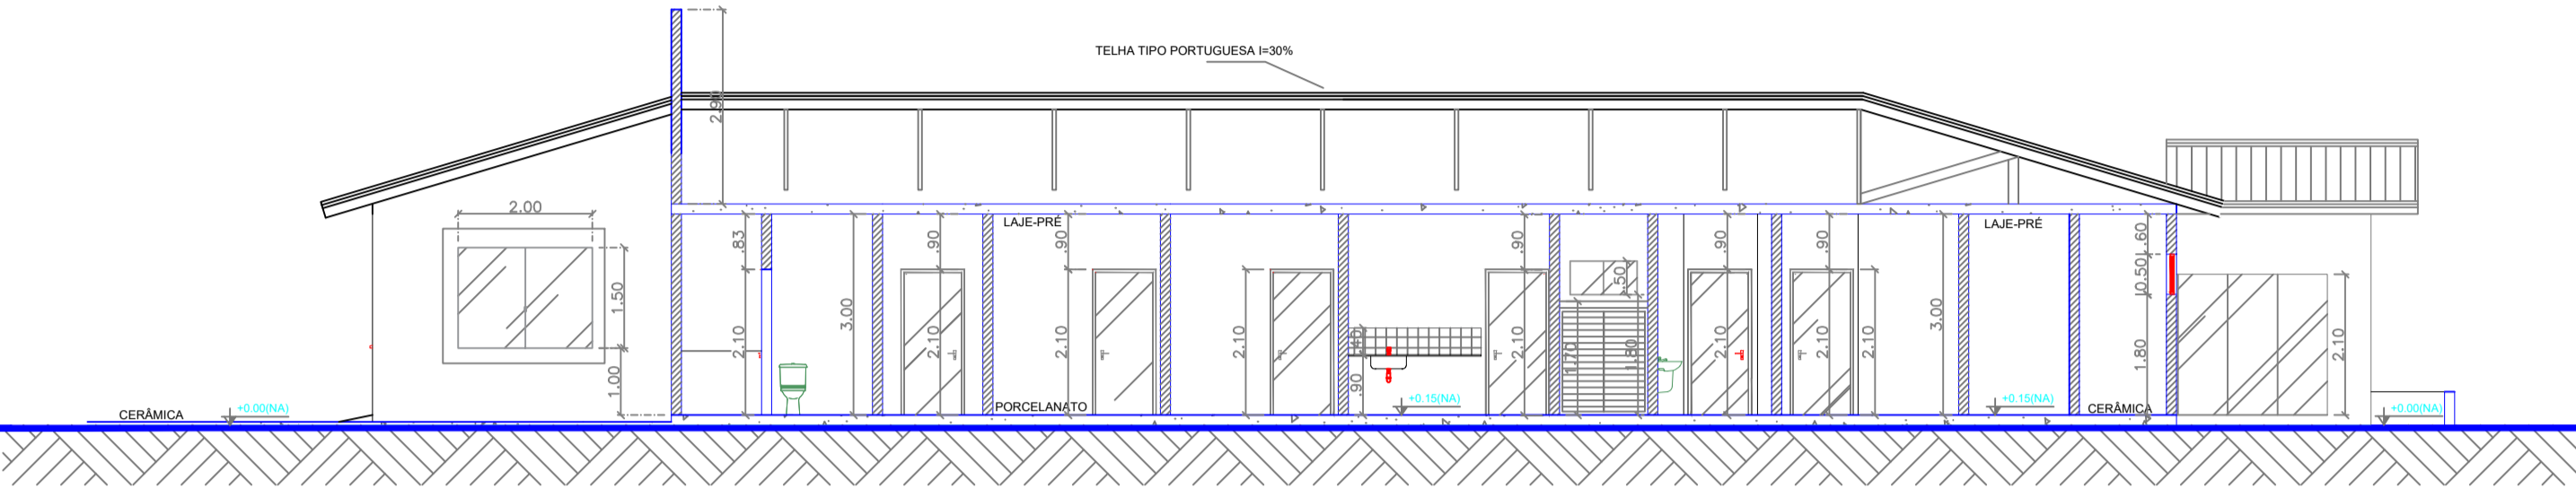 TELHA TIPO PORTUGUESA I=30%
2.90
2.00
LAJE-PRÉ
LAJE-PRÉ
.83
.90
.90
.90
.90
.90
.60
0.50
.50
1.50
3.00
3.00
2.10
2.10
2.10
2.10
2.10
2.10
2.10
2.10
2.10
1.00
.40
.90
1.70
1.80
1.80
CERÂMICA
+0.00(NA)
PORCELANATO
+0.15(NA)
+0.15(NA)
CERÂMICA
+0.00(NA)